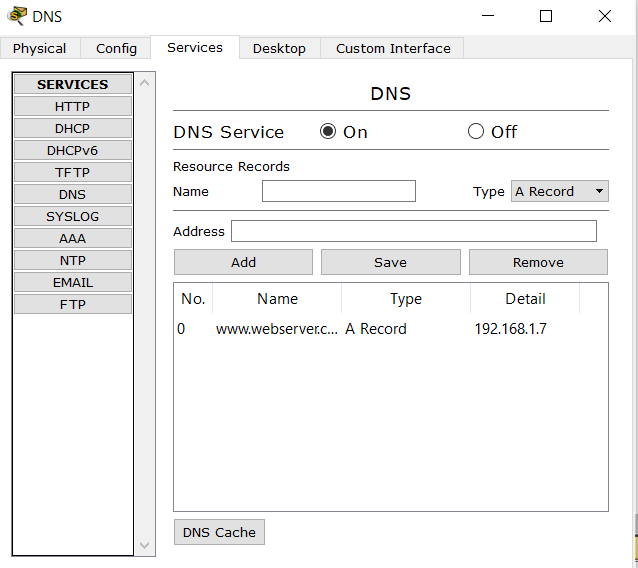 DNS
Physical Config Services Desktop Custom Interface
SERVICES
HTTP
DHCP
DHCPv6
TFTP
DNS
SYSLOG
AAA
NTP
EMAIL
FTP
DNS
DNS Service On Off
Resource Records
Name Type A Record
Address
Add Save Remove
No. Name Type Detail
0 www.webserver.c... A Record 192.168.1.7
DNS Cache